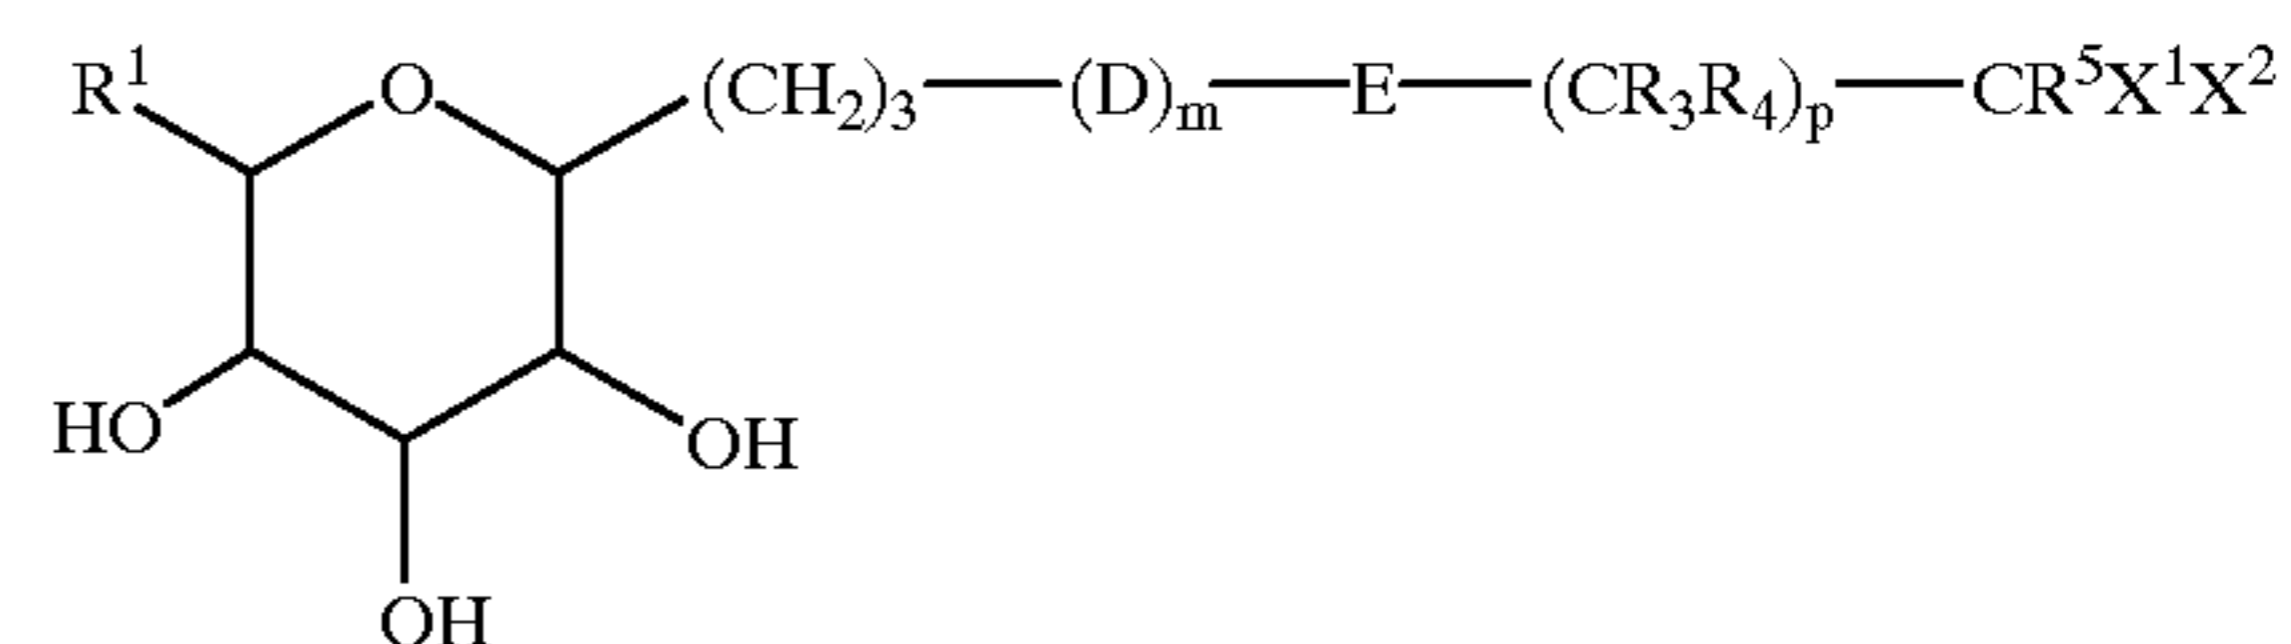 R¹ O (CH₂)₃—(D)ₘ—E—(CR₃R₄)ₚ—CR⁵X¹X²
HO OH
OH